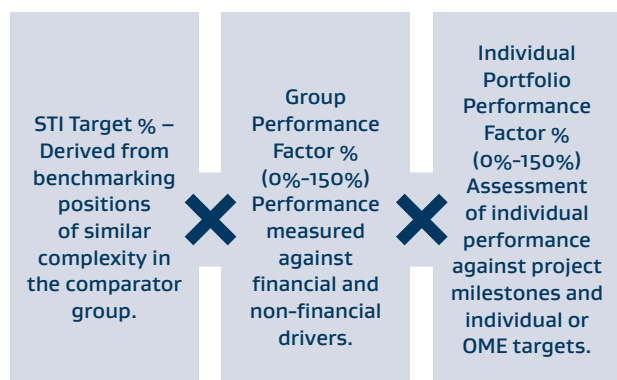 STI Target % –
Derived from
benchmarking
positions
of similar
complexity in
the comparator
group.
Group
Performance
Factor %
(0%-150%)
Performance
measured
against
financial and
non-financial
drivers.
Individual
Portfolio
Performance
Factor %
(0%-150%)
Assessment
of individual
performance
against project
milestones and
individual or
OME targets.